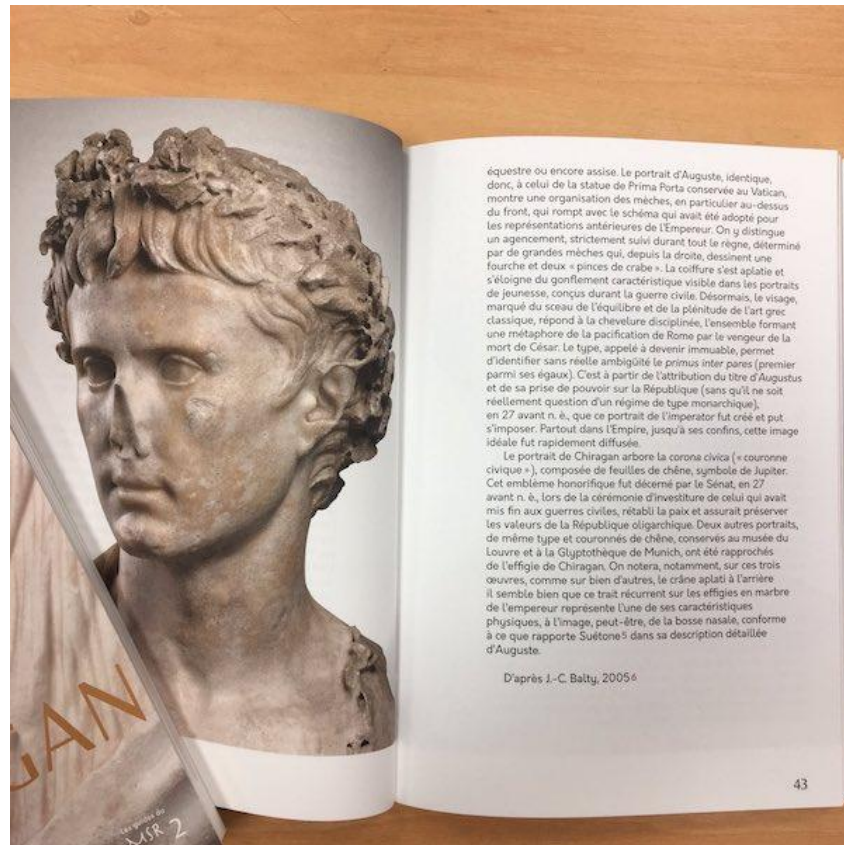 équestre ou encore assise. Le portrait d'Auguste, identique,
donc, à celui de la statue de Prima Porta conservée au Vatican,
montre une organisation des mèches, en particulier au-dessus
du front, qui rompt avec le schéma qui avait été adopté pour
les représentations antérieures de l'Empereur. On y distingue
un agencement, strictement suivi durant tout le règne, déterminé
par de grandes mèches qui, depuis la droite, dessinent une
fourche et deux « pinces de crabe ». La coiffure s'est aplatie et
s'éloigne du gonflement caractéristique visible dans les portraits
de jeunesse, conçus durant la guerre civile. Désormais, le visage,
marqué du sceau de l'équilibre et de la plénitude de l'art grec
classique, répond à la chevelure disciplinée, l'ensemble formant
une métaphore de la pacification de Rome par le vengeur de la
mort de César. Le type, appelé à devenir immuable, permet
d'identifier sans réelle ambigüité le primus inter pares (premier
parmi ses égaux). C'est à partir de l'attribution du titre d'Augustus
et de sa prise de pouvoir sur la République (sans qu'il ne soit
réellement question d'un régime de type monarchique),
en 27 avant n. è., que ce portrait de l'imperator fut créé et put
s'imposer. Partout dans l'Empire, jusqu'à ses confins, cette image
idéale fut rapidement diffusée.
Le portrait de Chiragan arbore la corona civica (« couronne
civique »), composée de feuilles de chêne, symbole de Jupiter.
Cet emblème honorifique fut décerné par le Sénat, en 27
avant n. è., lors de la cérémonie d'investiture de celui qui avait
mis fin aux guerres civiles, rétabli la paix et assurait préserver
les valeurs de la République oligarchique. Deux autres portraits,
de même type et couronnés de chêne, conservés au musée du
Louvre et à la Glyptothèque de Munich, ont été rapprochés
de l'effigie de Chiragan. On notera, notamment, sur ces trois
œuvres, comme sur bien d'autres, le crâne aplati à l'arrière
il semble bien que ce trait récurrent sur les effigies en marbre
de l'empereur représente l'une de ses caractéristiques
physiques, à l'image, peut-être, de la bosse nasale, conforme
à ce que rapporte Suétone5 dans sa description détaillée
d'Auguste.
D'après J.-C. Balty, 20056
43
GAN
Les guides du
MSR 2